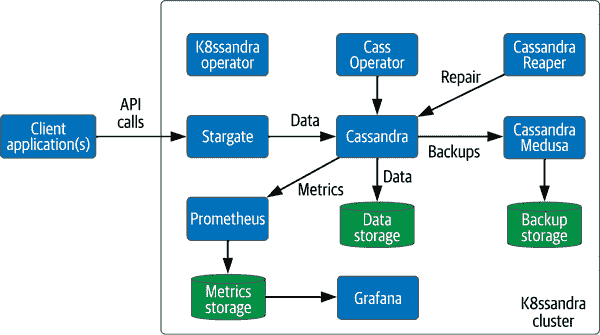 K8ssandra
operator
Cass
Operator
Cassandra
Reaper
Repair
API
calls
Client
application(s)
Stargate
Data
Cassandra
Backups
Cassandra
Medusa
Metrics
Data
Prometheus
Data
storage
Backup
storage
Metrics
storage
Grafana
K8ssandra
cluster